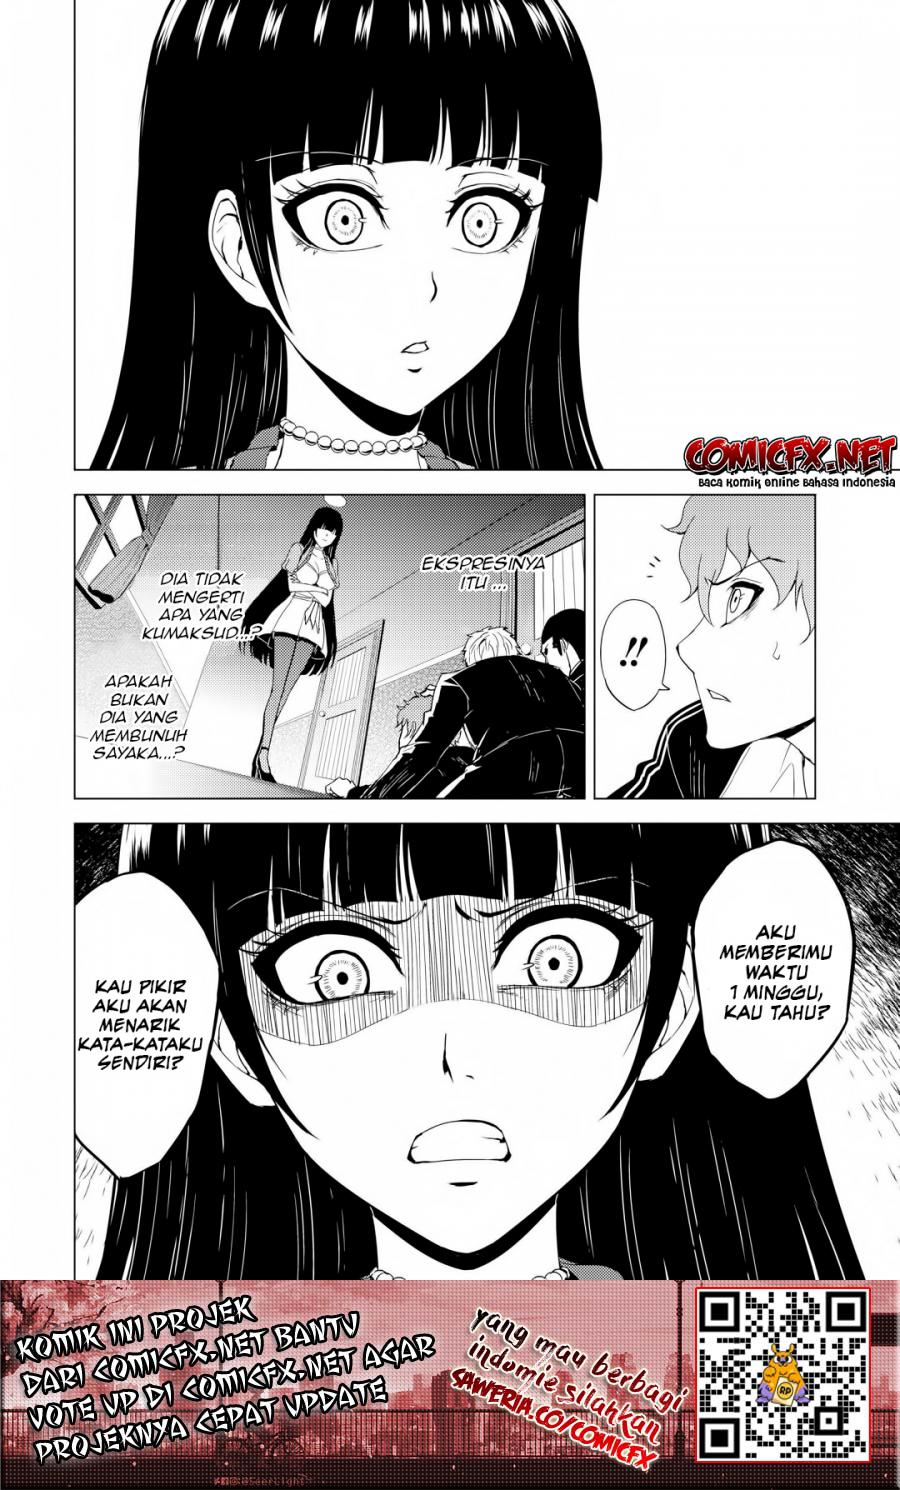 COMICFX.NET
Baca Komik Online Bahasa Indonesia
!!
EKSPRESINYA
ITU ...
DIA TIDAK
MENGERTI
APA YANG
KUMAKSUD...?
APAKAH
BUKAN
DIA YANG
MEMBUNUH
SAYAKA...?
AKU
MEMBERIMU
WAKTU
1 MINGGU,
KAU TAHU?
KAU PIKIR
AKU AKAN
MENARIK
KATA-KATAKU
SENDIRI?
KOMIK INI PROJEK
DARI COMICFX.NET BANTU
VOTE UP DI COMICFX.NET AGAR
PROJEKNYA CEPAT UPDATE
yang mau berbagi
indomie silahkan
SAWERIA.CO/COMICFX
RP
@SeerLight